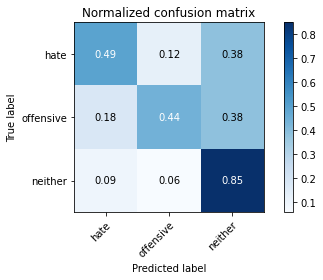 Normalized confusion matrix
True label
hate
0.49 0.12 0.38
offensive
0.18 0.44 0.38
neither
0.09 0.06 0.85
hate offensive neither
Predicted label
0.8
0.7
0.6
0.5
0.4
0.3
0.2
0.1